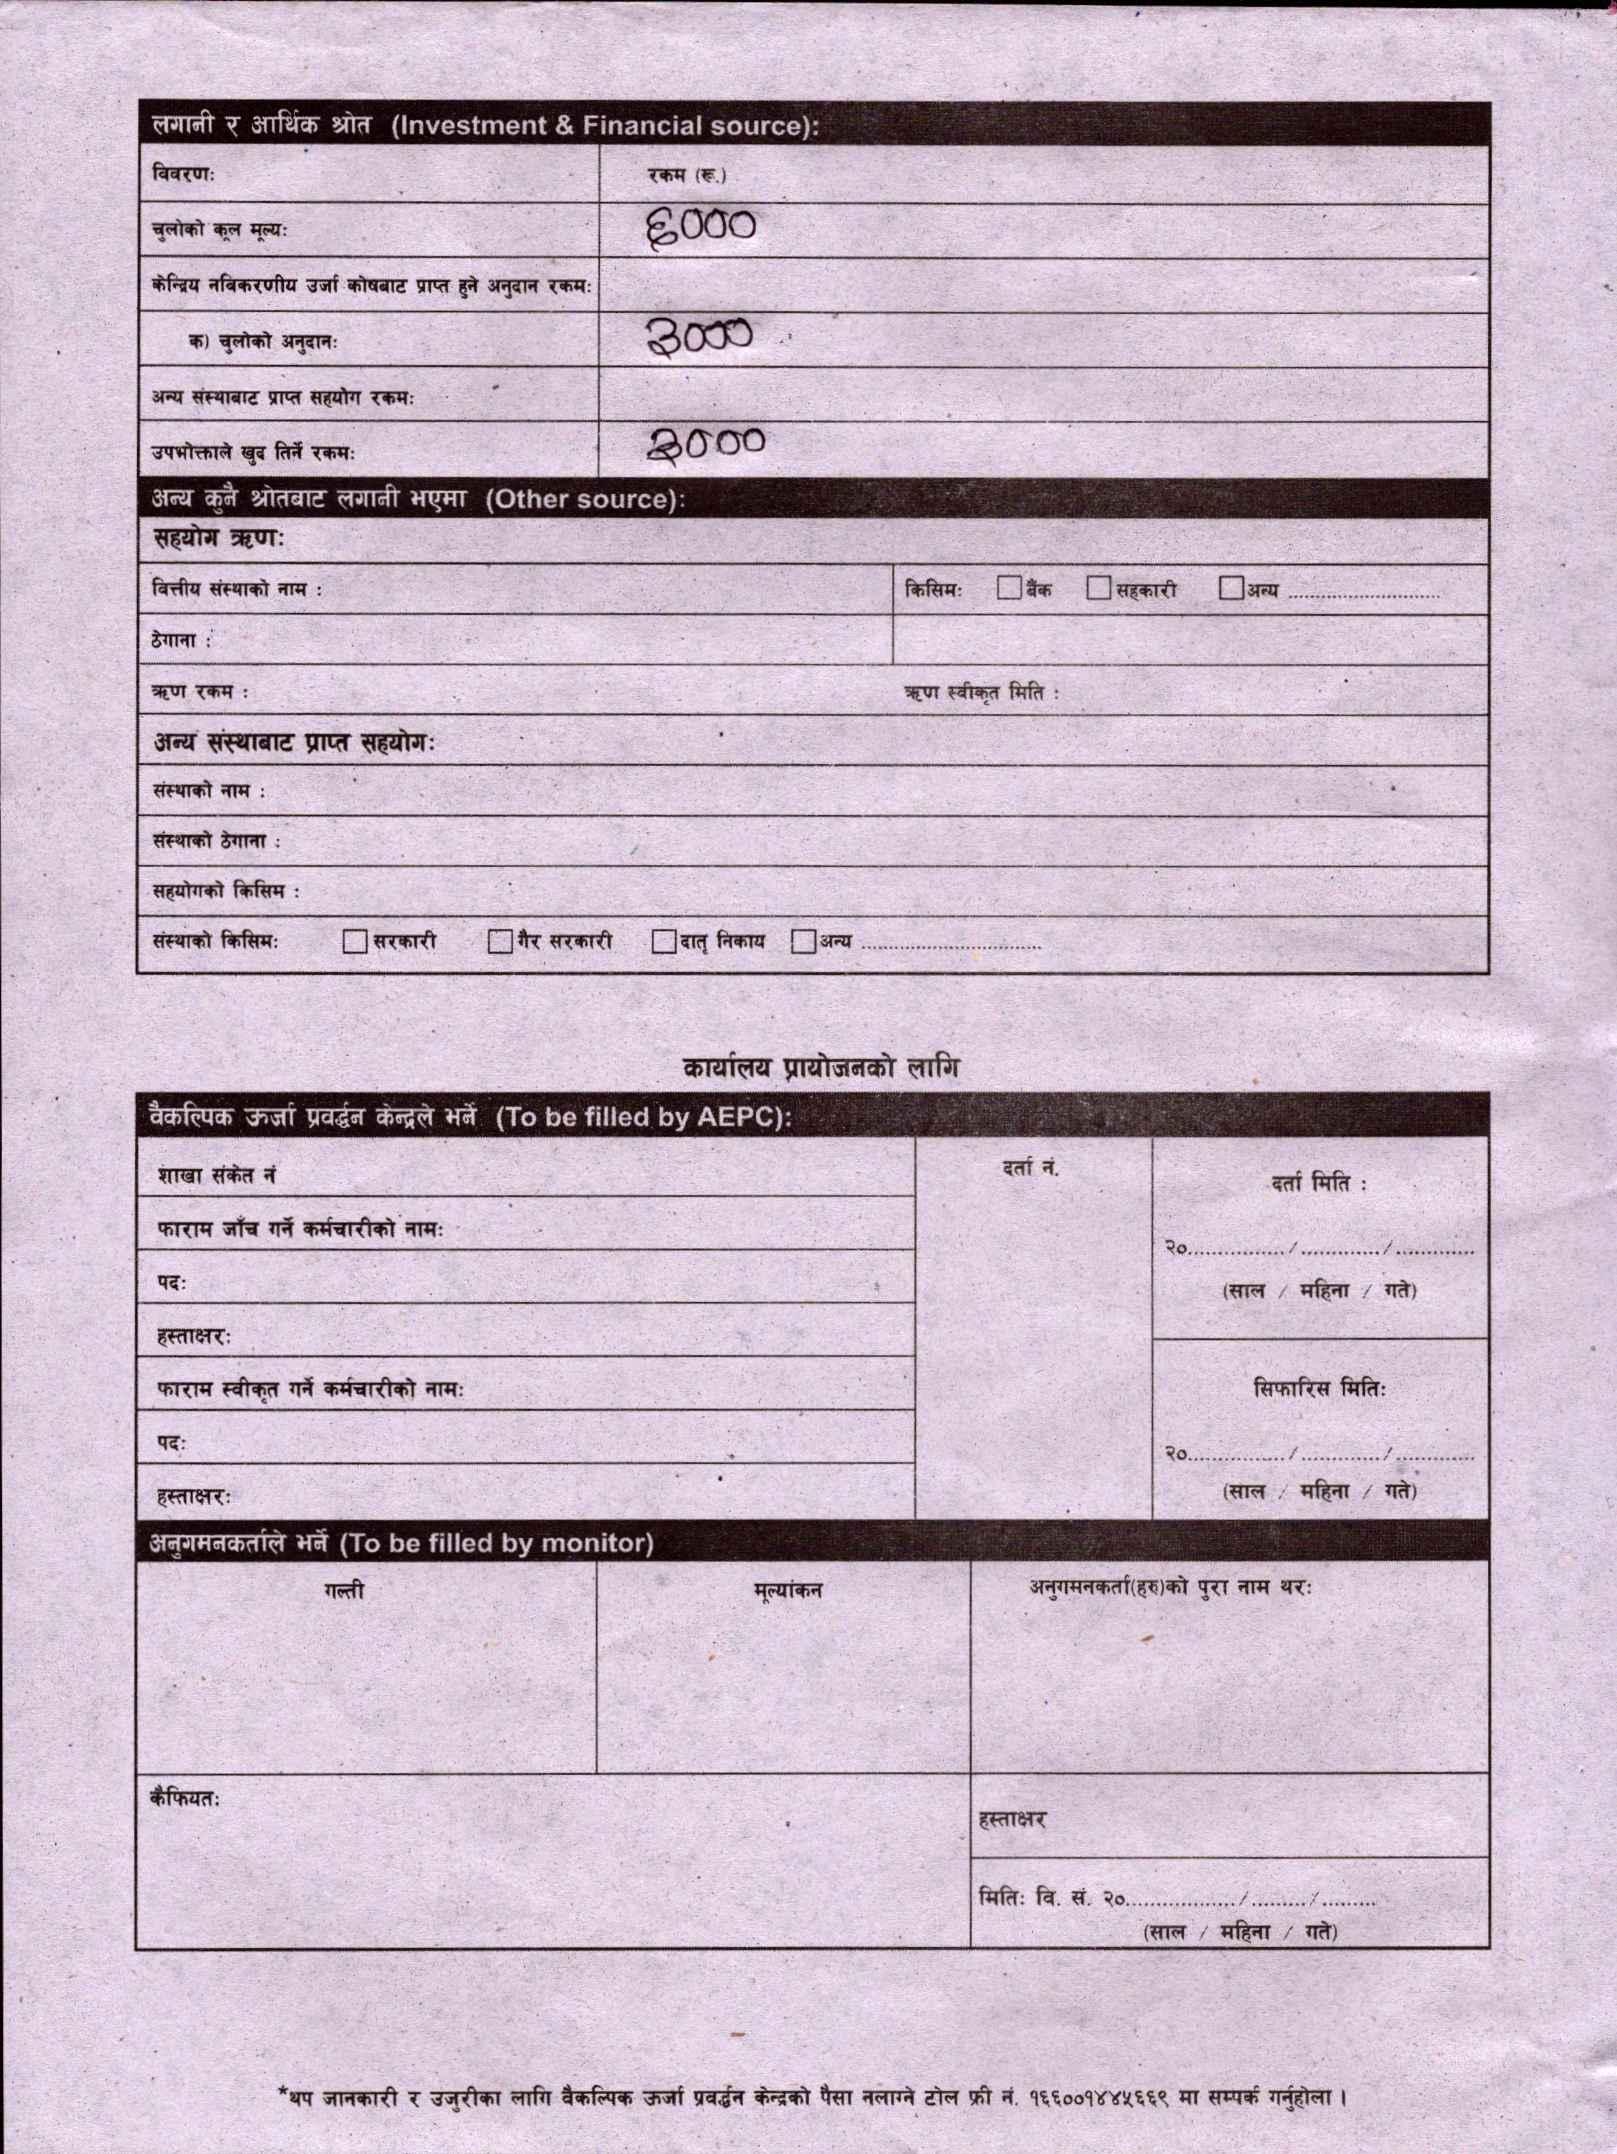 लगानी र आर्थिक श्रोत (Investment & Financial source):
विवरणः रकम (रू.)
चुलोको कूल मूल्यः ६०००
केन्द्रिय नविकरणीय उर्जा कोषबाट प्राप्त हुने अनुदान रकमः
क) चुलोको अनुदानः ३०००
अन्य संस्थाबाट प्राप्त सहयोग रकमः
उपभोक्ताले खुद तिर्ने रकमः ३०००
अन्य कुनै श्रोतबाट लगानी भएमा (Other source):
सहयोग ऋणः
वित्तीय संस्थाको नाम : किसिमः बैंक सहकारी अन्य ..........................
ठेगाना :
ऋण रकम : ऋण स्वीकृत मिति :
अन्य संस्थाबाट प्राप्त सहयोगः
संस्थाको नाम :
संस्थाको ठेगाना :
सहयोगको किसिम :
संस्थाको किसिमः सरकारी गैर सरकारी दातृ निकाय अन्य ...............................
कार्यालय प्रायोजनको लागि
वैकल्पिक ऊर्जा प्रवर्द्धन केन्द्रले भर्ने (To be filled by AEPC):
शाखा संकेत नं
फाराम जाँच गर्ने कर्मचारीको नामः
पदः
हस्ताक्षरः
फाराम स्वीकृत गर्ने कर्मचारीको नामः
पदः
हस्ताक्षरः
दर्ता नं.
दर्ता मिति :
२०................/............./.............
(साल / महिना / गते)
सिफारिस मितिः
२०................/............./.............
(साल / महिना / गते)
अनुगमनकर्ताले भर्ने (To be filled by monitor)
गल्ती मूल्यांकन अनुगमनकर्ता(हरु)को पुरा नाम थरः
कैफियतः
हस्ताक्षर
मितिः वि. सं. २०.................../........./.........
(साल / महिना / गते)
*थप जानकारी र उजुरीका लागि वैकल्पिक ऊर्जा प्रवर्द्धन केन्द्रको पैसा नलाग्ने टोल फ्री नं. १६६००१४४५६६९ मा सम्पर्क गर्नुहोला ।